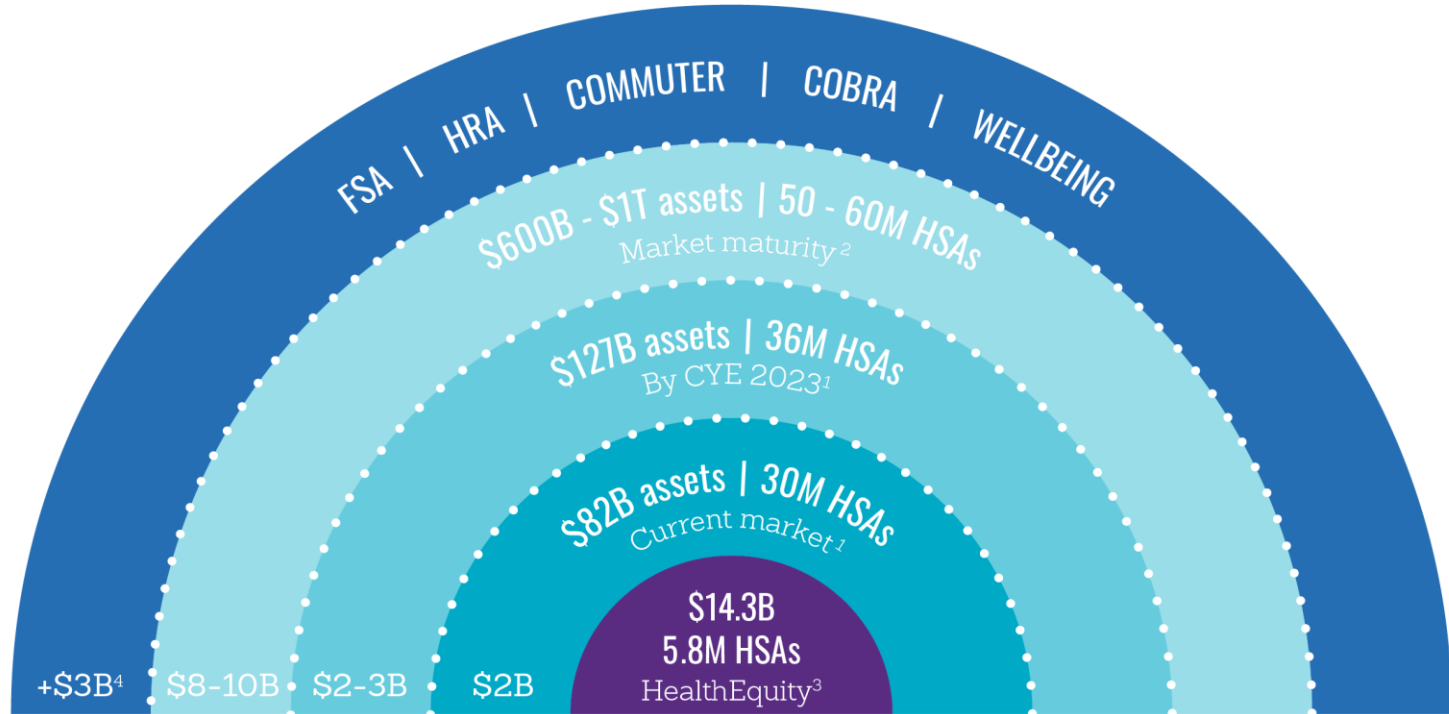 FSA | HRA | COMMUTER | COBRA | WELLBEING
$600B - $1T assets | 50 - 60M HSAs
Market maturity²
$127B assets | 36M HSAs
By CYE 2023¹
$82B assets | 30M HSAs
Current market¹
$14.3B
5.8M HSAs
HealthEquity³
+$3B⁴
$8-10B
$2-3B
$2B